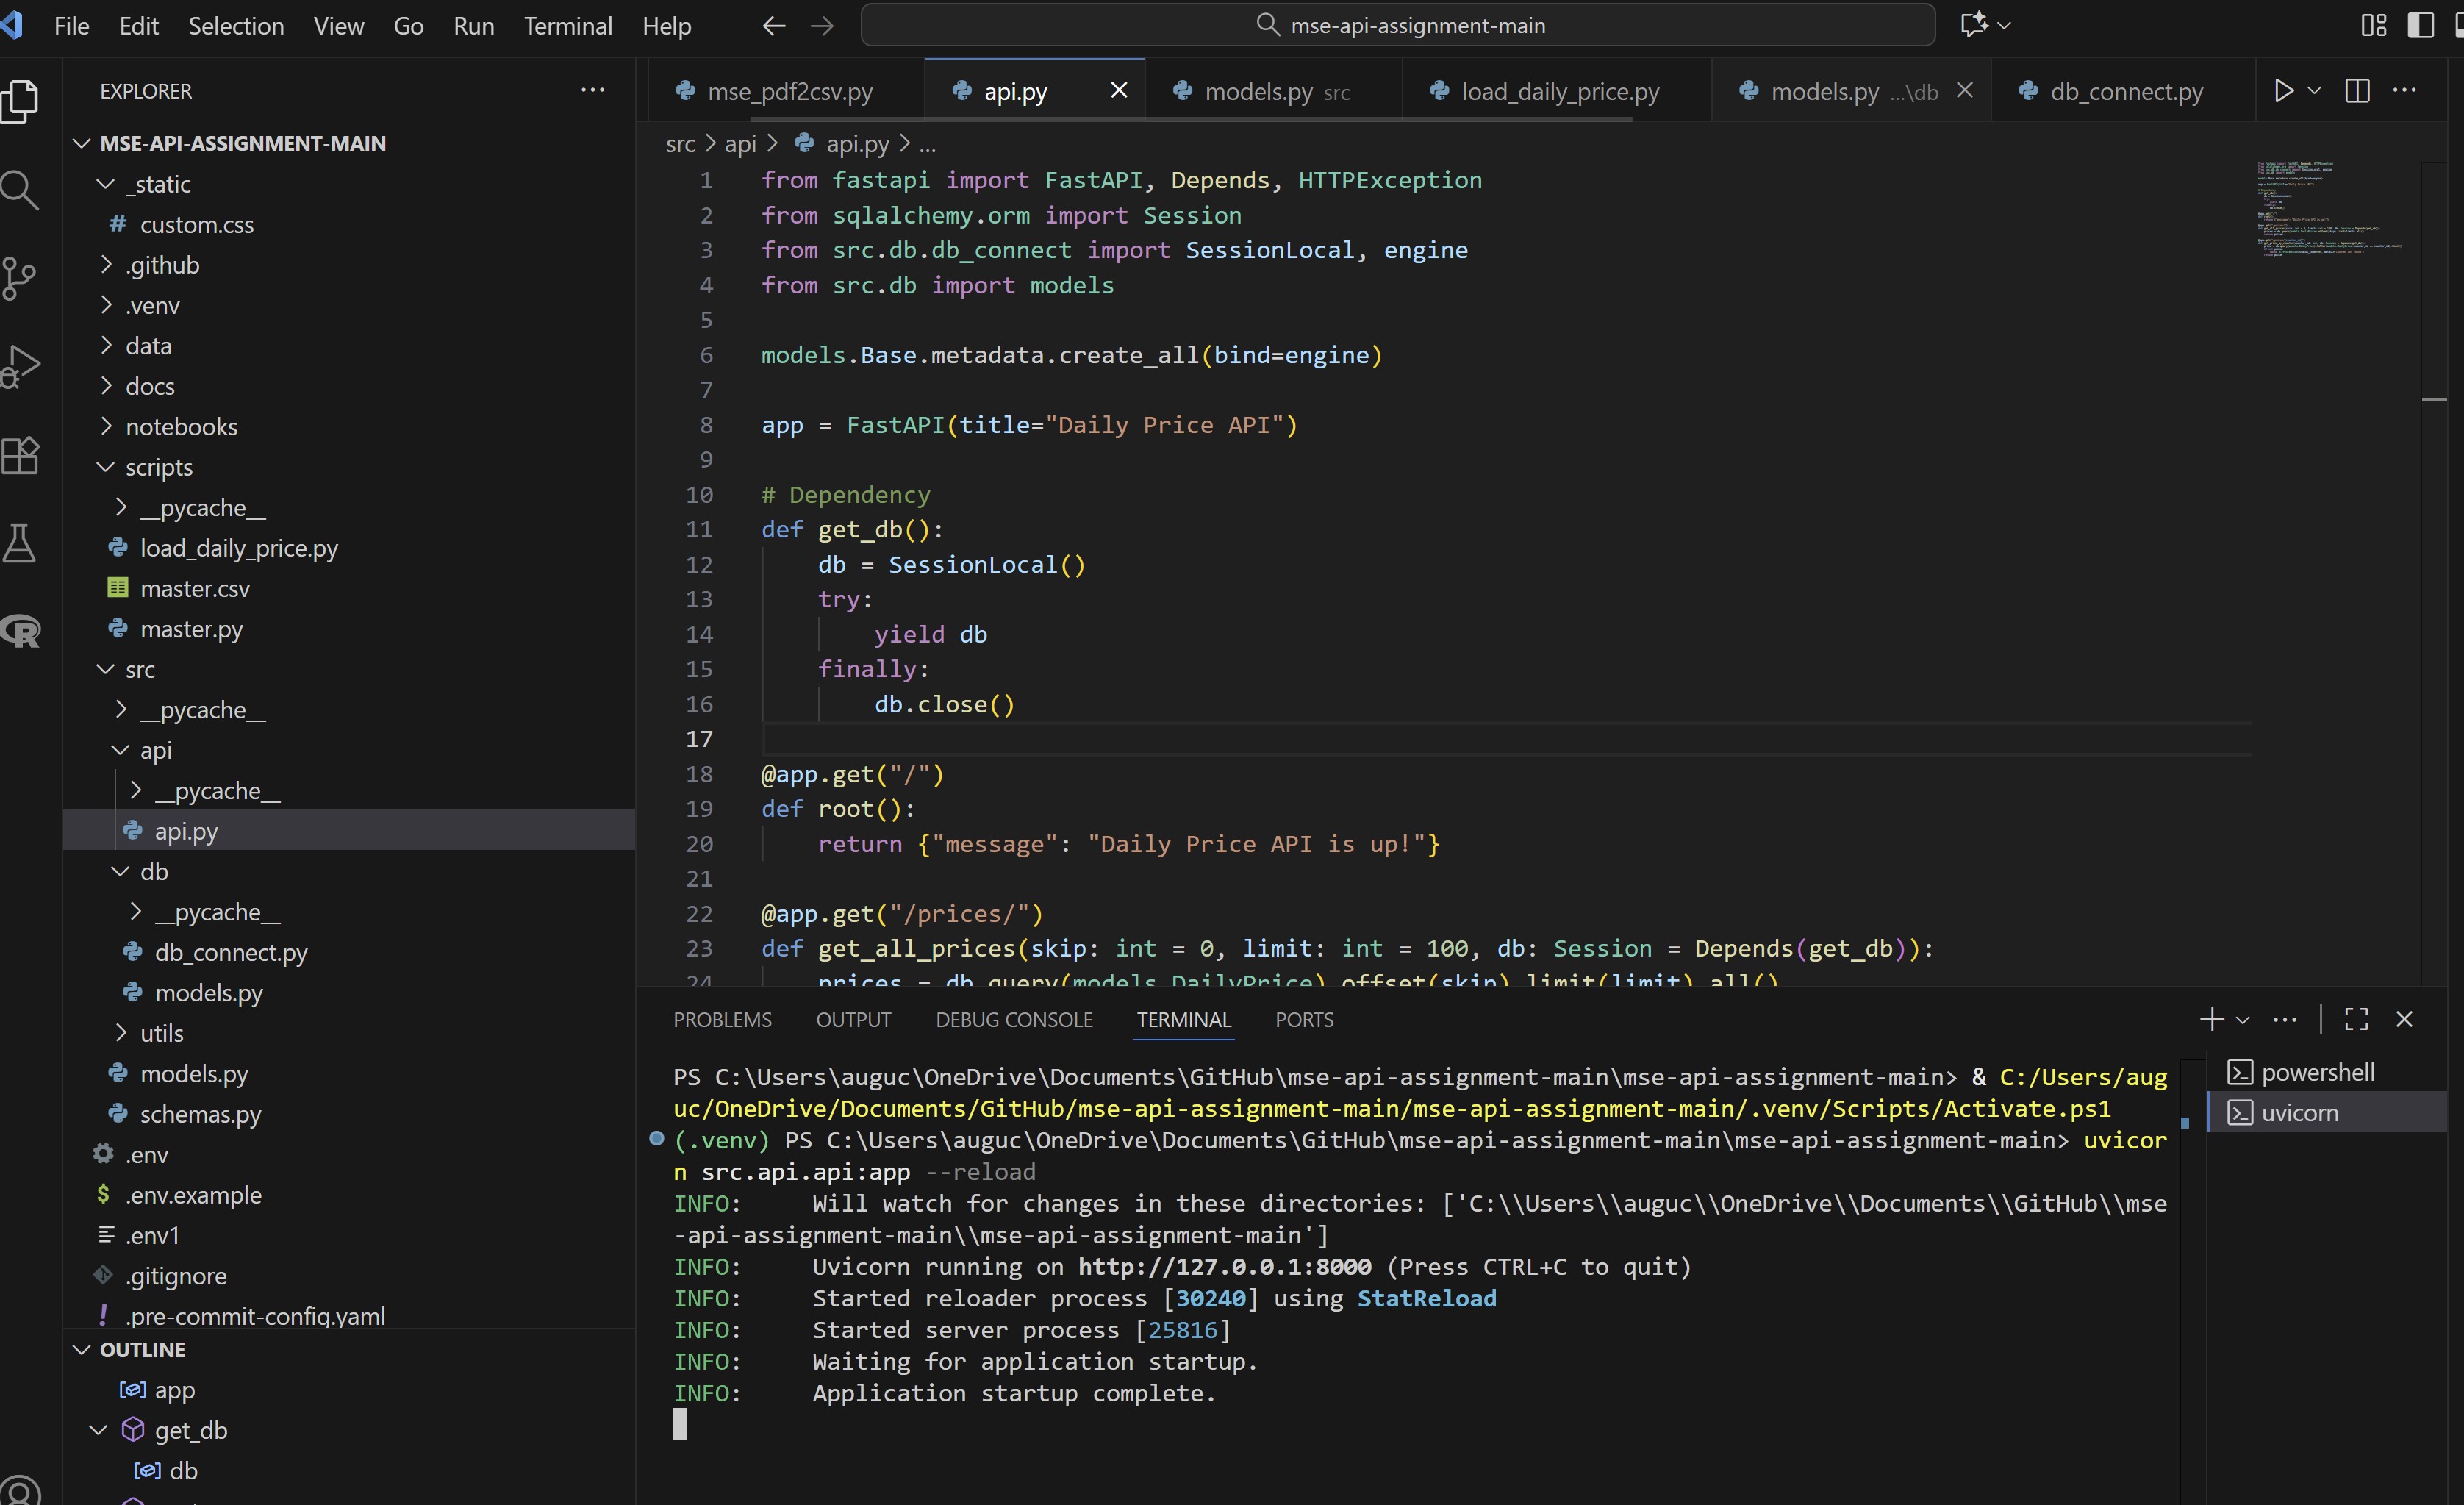 File Edit Selection View Go Run Terminal Help
mse-api-assignment-main
EXPLORER
MSE-API-ASSIGNMENT-MAIN
_static
# custom.css
.github
.venv
data
docs
notebooks
scripts
__pycache__
load_daily_price.py
master.csv
master.py
src
__pycache__
api
__pycache__
api.py
db
__pycache__
db_connect.py
models.py
utils
models.py
schemas.py
.env
$ .env.example
.env1
.gitignore
! .pre-commit-config.yaml
OUTLINE
app
get_db
db
mse_pdf2csv.py api.py models.py src load_daily_price.py models.py ...\db db_connect.py
src > api > api.py > ...
1 from fastapi import FastAPI, Depends, HTTPException
2 from sqlalchemy.orm import Session
3 from src.db.db_connect import SessionLocal, engine
4 from src.db import models
5
6 models.Base.metadata.create_all(bind=engine)
7
8 app = FastAPI(title="Daily Price API")
9
10 # Dependency
11 def get_db():
12     db = SessionLocal()
13     try:
14         yield db
15     finally:
16         db.close()
17
18 @app.get("/")
19 def root():
20     return {"message": "Daily Price API is up!"}
21
22 @app.get("/prices/")
23 def get_all_prices(skip: int = 0, limit: int = 100, db: Session = Depends(get_db)):
24     prices = db.query(models.DailyPrice).offset(skip).limit(limit).all()
PROBLEMS OUTPUT DEBUG CONSOLE TERMINAL PORTS
PS C:\Users\auguc\OneDrive\Documents\GitHub\mse-api-assignment-main\mse-api-assignment-main> & C:/Users/aug
uc/OneDrive/Documents/GitHub/mse-api-assignment-main/mse-api-assignment-main/.venv/Scripts/Activate.ps1
(.venv) PS C:\Users\auguc\OneDrive\Documents\GitHub\mse-api-assignment-main\mse-api-assignment-main> uvicor
n src.api.api:app --reload
INFO:     Will watch for changes in these directories: ['C:\\Users\\auguc\\OneDrive\\Documents\\GitHub\\mse
-api-assignment-main\\mse-api-assignment-main']
INFO:     Uvicorn running on http://127.0.0.1:8000 (Press CTRL+C to quit)
INFO:     Started reloader process [30240] using StatReload
INFO:     Started server process [25816]
INFO:     Waiting for application startup.
INFO:     Application startup complete.
powershell
uvicorn